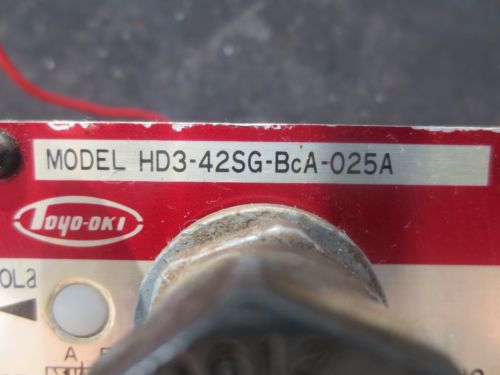 MODEL HD3-42SG-BcA-025A
TOYO-OKI
SOLa
A